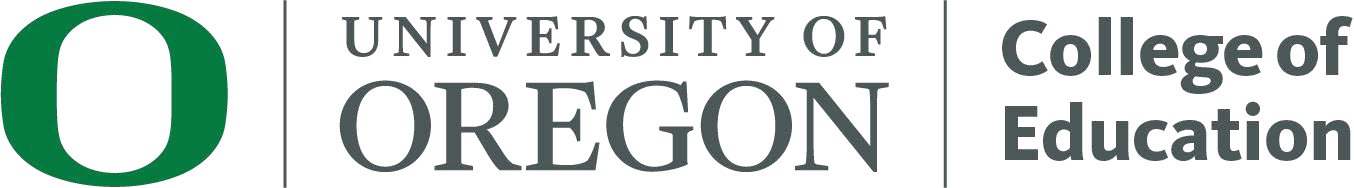 O
UNIVERSITY OF
OREGON
College of
Education